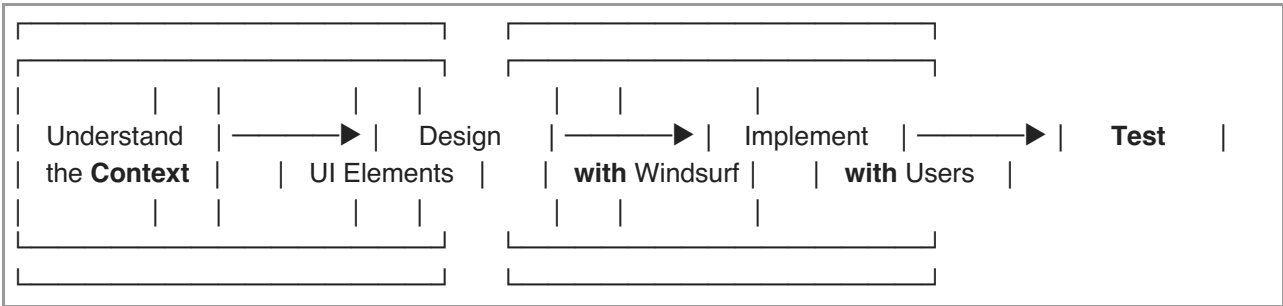 Understand Design Implement Test
the Context UI Elements with Windsurf with Users